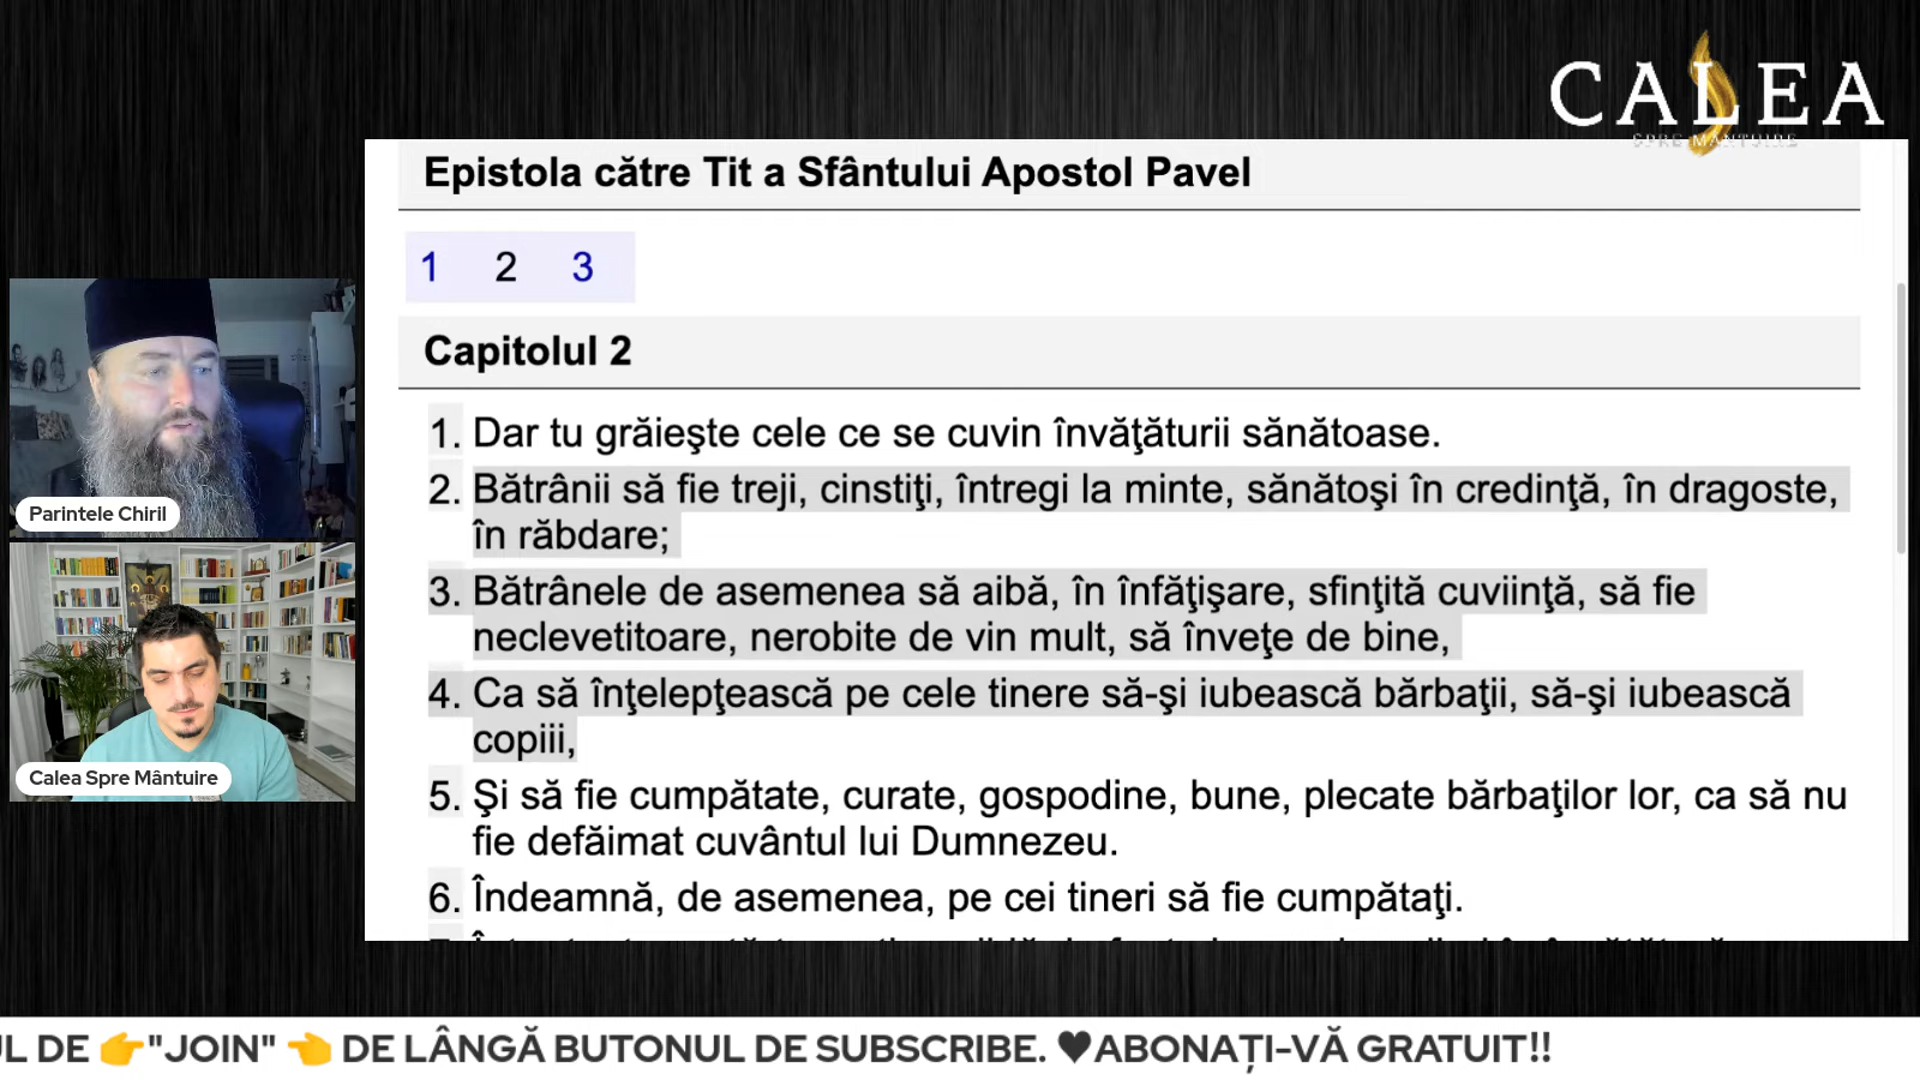 CALEA
SPRE MÂNTUIRE
Epistola către Tit a Sfântului Apostol Pavel
1 2 3
Capitolul 2
1. Dar tu grăieşte cele ce se cuvin învăţăturii sănătoase.
2. Bătrânii să fie treji, cinstiţi, întregi la minte, sănătoşi în credinţă, în dragoste,
în răbdare;
3. Bătrânele de asemenea să aibă, în înfăţişare, sfinţită cuviinţă, să fie
neclevetitoare, nerobite de vin mult, să înveţe de bine,
4. Ca să înţelepţească pe cele tinere să-şi iubească bărbaţii, să-şi iubească
copiii,
5. Şi să fie cumpătate, curate, gospodine, bune, plecate bărbaţilor lor, ca să nu
fie defăimat cuvântul lui Dumnezeu.
6. Îndeamnă, de asemenea, pe cei tineri să fie cumpătaţi.
Parintele Chiril
Calea Spre Mântuire
DE 👉"JOIN" 👈 DE LÂNGĂ BUTONUL DE SUBSCRIBE. ♥ABONAȚI-VĂ GRATUIT!!